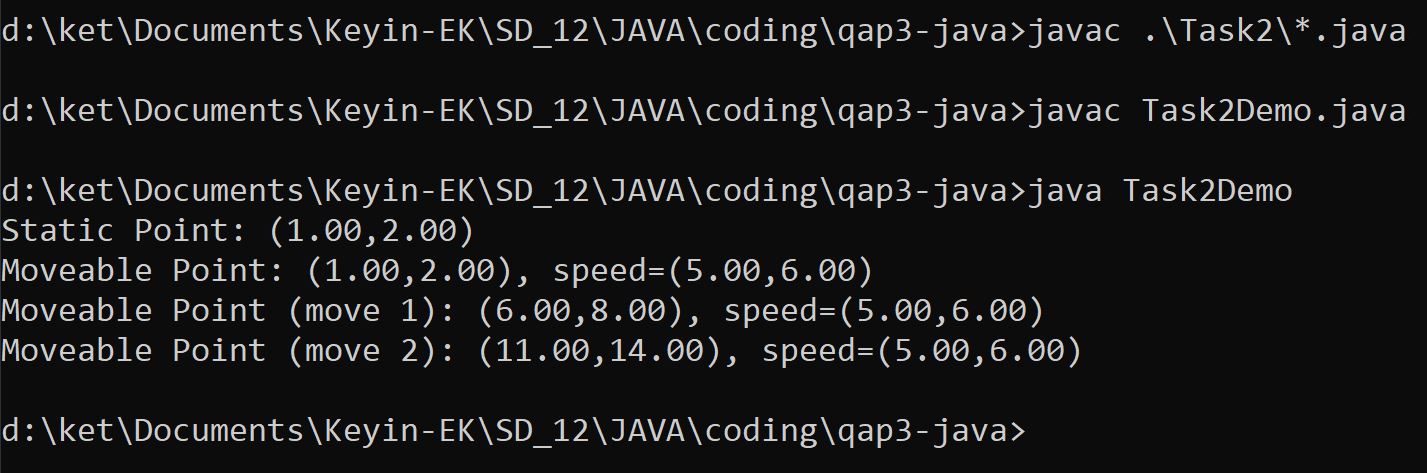 d:\ket\Documents\Keyin-EK\SD_12\JAVA\coding\qap3-java>javac .\Task2\*.java
d:\ket\Documents\Keyin-EK\SD_12\JAVA\coding\qap3-java>javac Task2Demo.java
d:\ket\Documents\Keyin-EK\SD_12\JAVA\coding\qap3-java>java Task2Demo
Static Point: (1.00,2.00)
Moveable Point: (1.00,2.00), speed=(5.00,6.00)
Moveable Point (move 1): (6.00,8.00), speed=(5.00,6.00)
Moveable Point (move 2): (11.00,14.00), speed=(5.00,6.00)
d:\ket\Documents\Keyin-EK\SD_12\JAVA\coding\qap3-java>